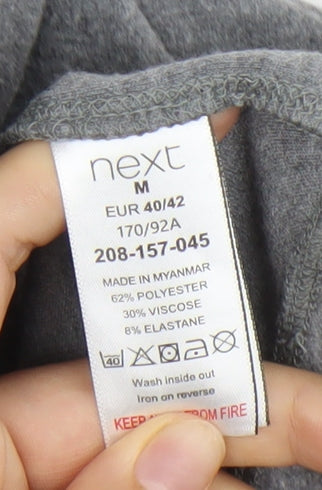 next
M
EUR 40/42
170/92A
208-157-045
MADE IN MYANMAR
62% POLYESTER
30% VISCOSE
8% ELASTANE
40
Wash inside out
Iron on reverse
KEEP AWAY FROM FIRE